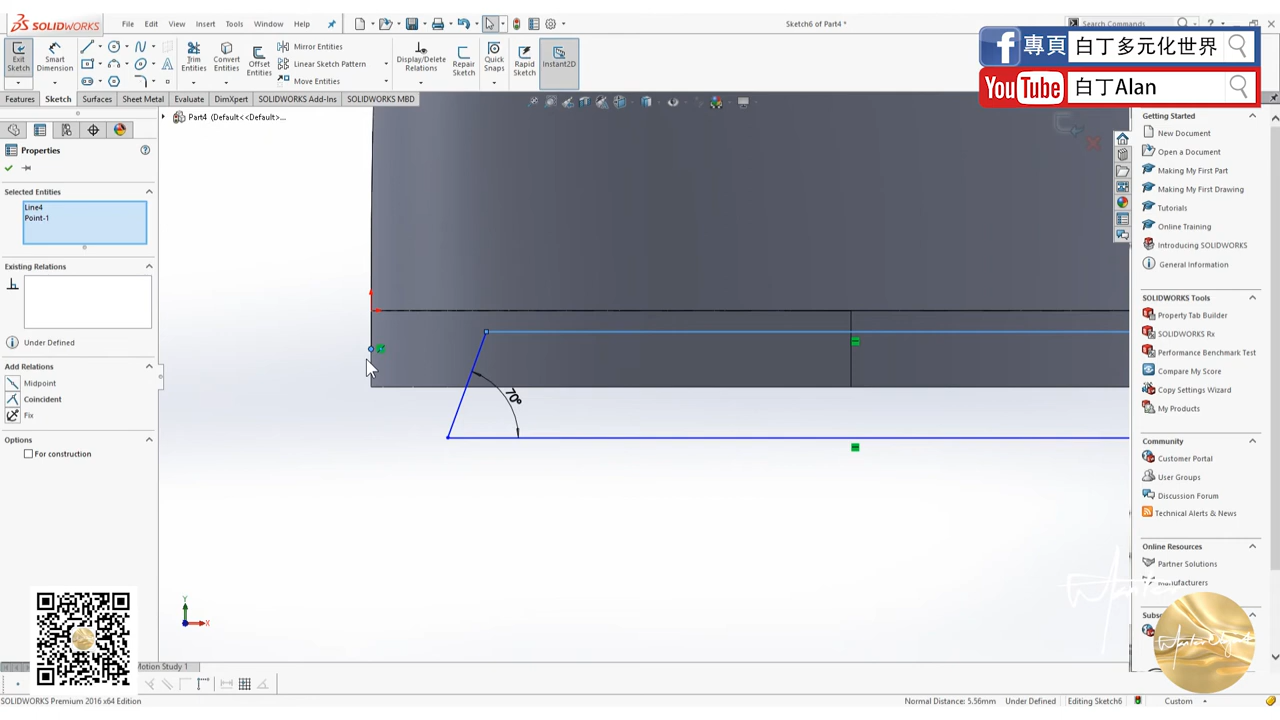 SOLIDWORKS
File Edit View Insert Tools Window Help
Sketch6 of Part4 *
Search Commands
Exit Sketch
Smart Dimension
Trim Entities
Convert Entities
Offset Entities
Mirror Entities
Linear Sketch Pattern
Move Entities
Display/Delete Relations
Repair Sketch
Quick Snaps
Rapid Sketch
Instant2D
f 專頁 白丁多元化世界
YouTube 白丁Alan
Features Sketch Surfaces Sheet Metal Evaluate DimXpert SOLIDWORKS Add-Ins SOLIDWORKS MBD
Part4 (Default<<Default>...
Properties
Selected Entities
Line4
Point-1
Existing Relations
Under Defined
Add Relations
Midpoint
Coincident
Fix
Options
For construction
70°
Y
X
Getting Started
New Document
Open a Document
Making My First Part
Making My First Drawing
Tutorials
Online Training
Introducing SOLIDWORKS
General Information
SOLIDWORKS Tools
Property Tab Builder
SOLIDWORKS Rx
Performance Benchmark Test
Compare My Score
Copy Settings Wizard
My Products
Community
Customer Portal
User Groups
Discussion Forum
Technical Alerts & News
Online Resources
Partner Solutions
Manufacturers
Motion Study 1
SOLIDWORKS Premium 2016 x64 Edition
Normal Distance: 5.56mm Under Defined Editing Sketch6 Custom